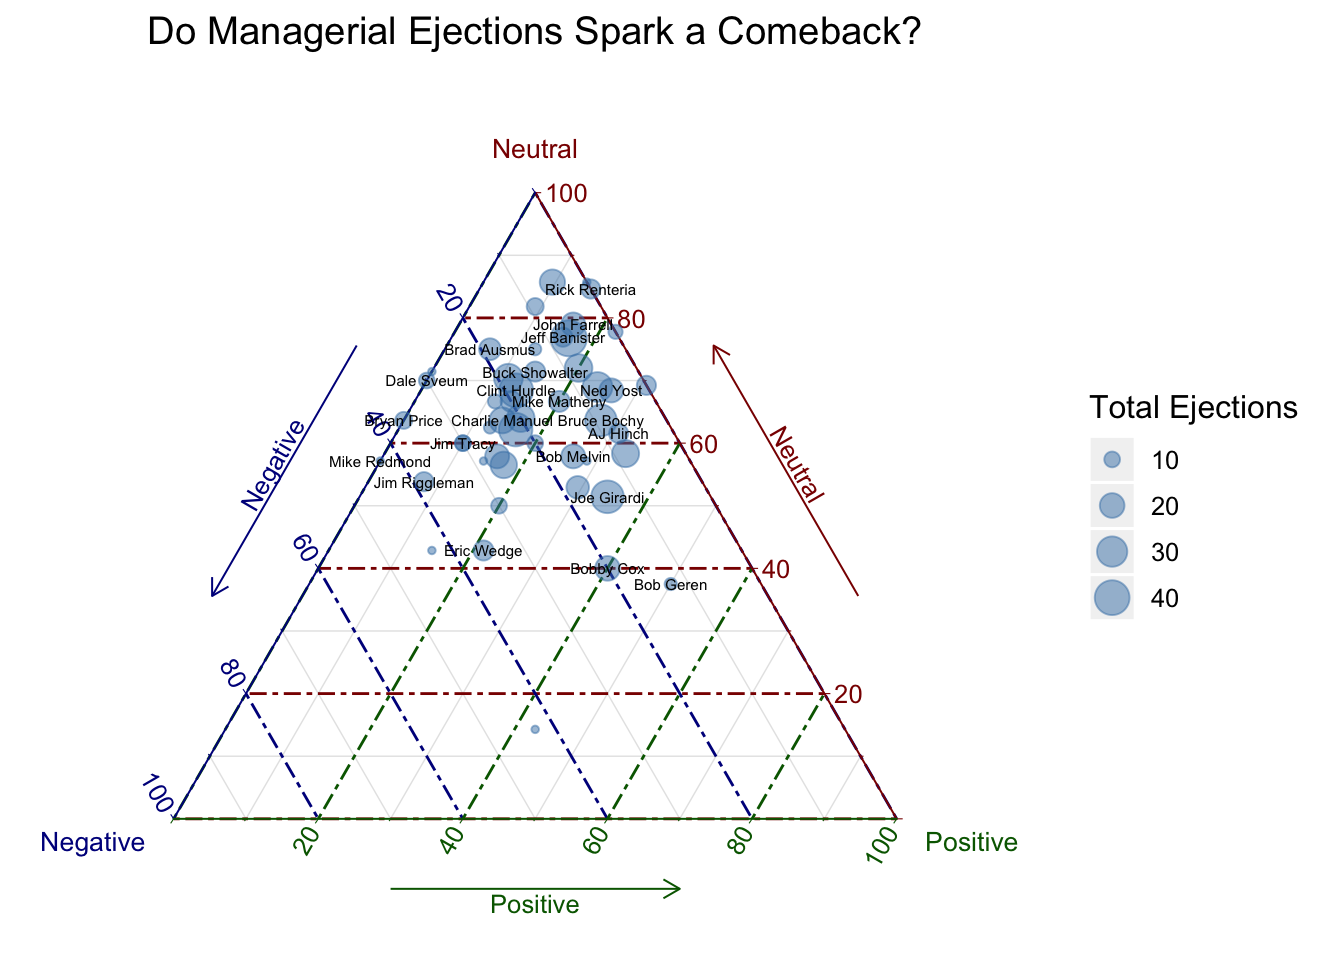 Do Managerial Ejections Spark a Comeback?
Neutral
100
Rick Renteria
20
80
John Farrell
Jeff Banister
Brad Ausmus
Buck Showalter
Dale Sveum
Clint Hurdle
Ned Yost
Mike Matheny
40
Bryan Price
Charlie Manuel
Bruce Bochy
AJ Hinch
Jim Tracy
60
Bob Melvin
Mike Redmond
Negative
Neutral
Jim Riggleman
Joe Girardi
60
Eric Wedge
Bobby Cox
40
Bob Geren
80
20
100
Negative
20
40
60
80
100
Positive
Positive
Total Ejections
10
20
30
40